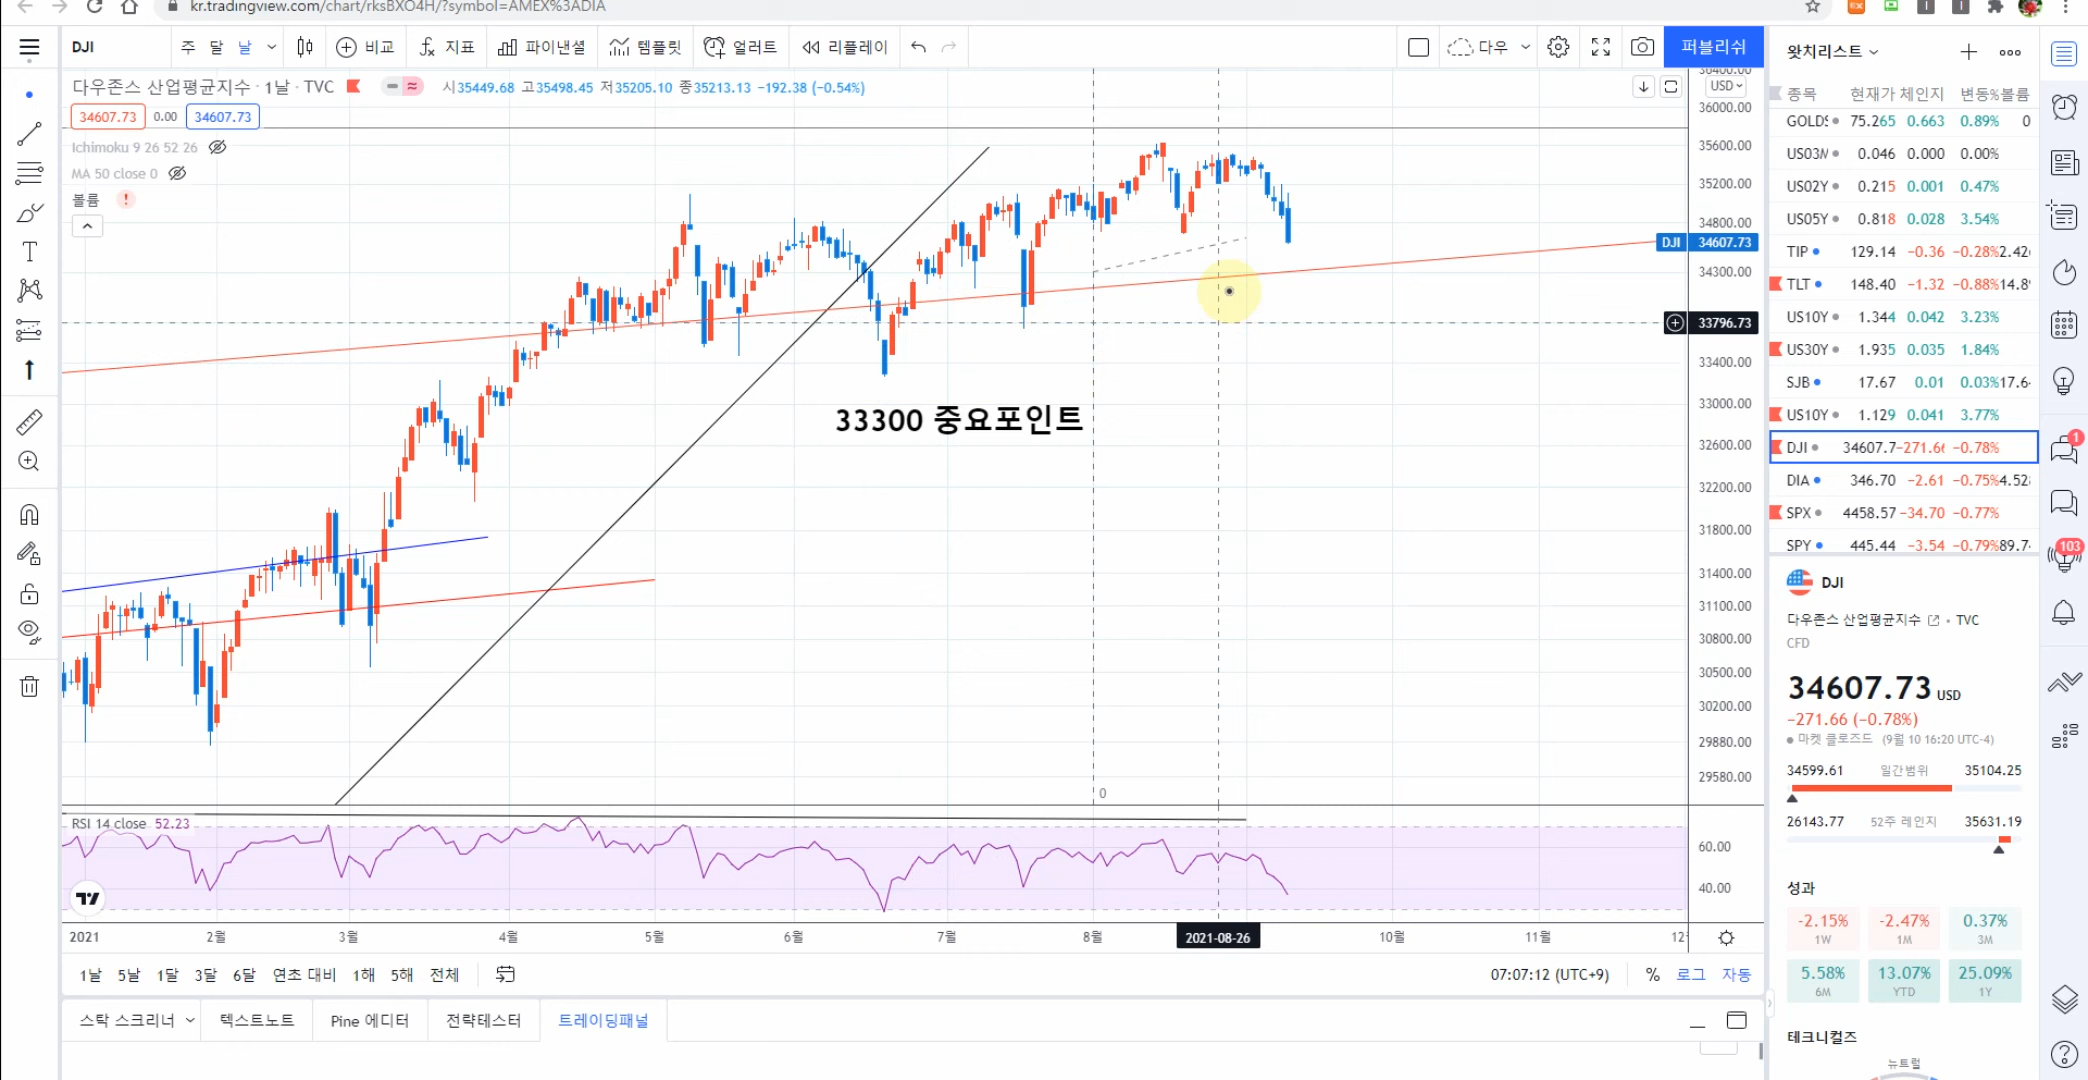 kr.tradingview.com/chart/rksBXO4H/?symbol=AMEX%3ADIA
DJI 주 달 날 비교 지표 파이낸셜 템플릿 얼러트 리플레이 다우 퍼블리쉬
다우존스 산업평균지수 · 1날 · TVC 시35449.68 고35498.45 저35205.10 종35213.13 -192.38 (-0.54%)
34607.73 0.00 34607.73
Ichimoku 9 26 52 26
MA 50 close 0
볼륨 !
33300 중요포인트
USD
36400.00
36000.00
35600.00
35200.00
34800.00
DJI 34607.73
34300.00
33796.73
33400.00
33000.00
32600.00
32200.00
31800.00
31400.00
31100.00
30800.00
30500.00
30200.00
29880.00
29580.00
0
RSI 14 close 52.23
60.00
40.00
2021 2월 3월 4월 5월 6월 7월 8월 2021-08-26 10월 11월 12
1날 5날 1달 3달 6달 연초 대비 1해 5해 전체 07:07:12 (UTC+9) % 로그 자동
스탁 스크리너 텍스트노트 Pine 에디터 전략테스터 트레이딩패널
왓치리스트
종목 현재가 체인지 변동% 볼륨
GOLDS 75.265 0.663 0.89% 0
US03M 0.046 0.000 0.00%
US02Y 0.215 0.001 0.47%
US05Y 0.818 0.028 3.54%
TIP 129.14 -0.36 -0.28% 2.42
TLT 148.40 -1.32 -0.88% 14.8
US10Y 1.344 0.042 3.23%
US30Y 1.935 0.035 1.84%
SJB 17.67 0.01 0.03% 17.6
US10Y 1.129 0.041 3.77%
DJI 34607.7 -271.66 -0.78%
DIA 346.70 -2.61 -0.75% 4.52
SPX 4458.57 -34.70 -0.77%
SPY 445.44 -3.54 -0.79% 89.7
DJI
다우존스 산업평균지수 • TVC
CFD
34607.73 USD
-271.66 (-0.78%)
마켓 클로즈드 (9월 10 16:20 UTC-4)
34599.61 일간범위 35104.25
26143.77 52주 레인지 35631.19
성과
-2.15% -2.47% 0.37%
1W 1M 3M
5.58% 13.07% 25.09%
6M YTD 1Y
테크니컬즈
뉴트럴
1
103